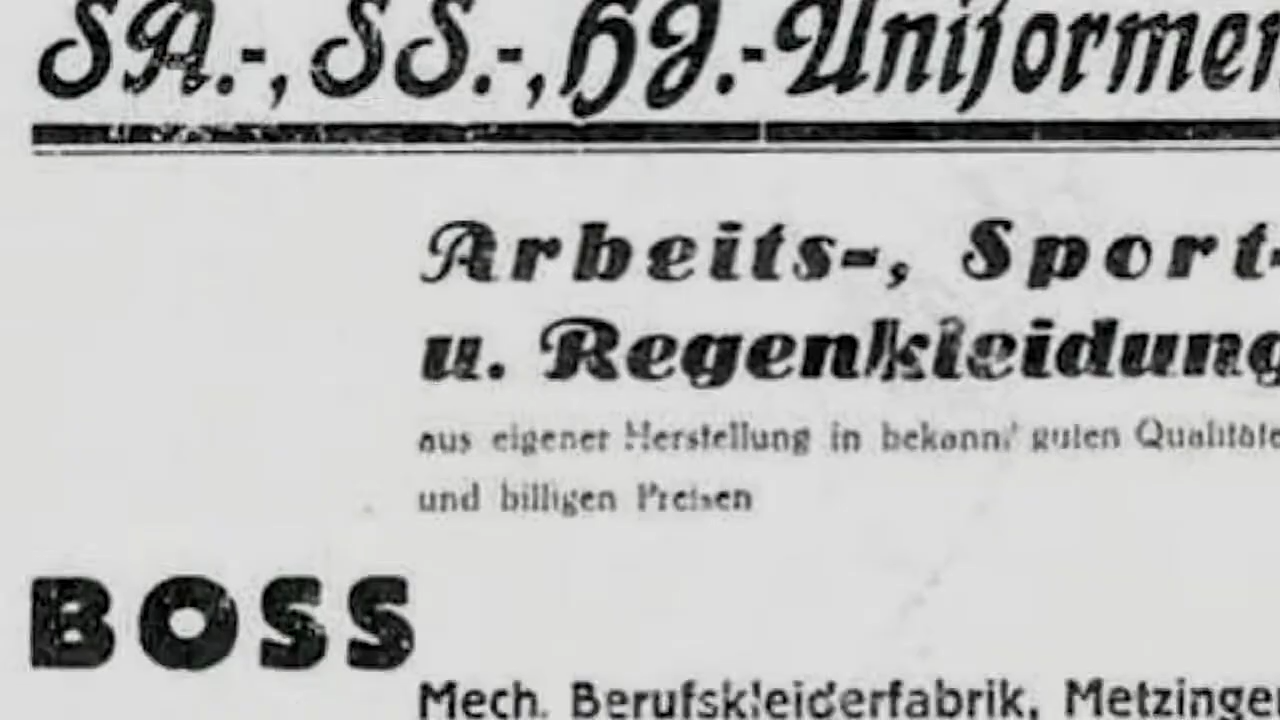 SA.-, SS.-, HJ.-Uniformen
Arbeits-, Sport-
u. Regenkleidung
aus eigener Herstellung in bekannt guten Qualitäte
und billigen Preisen
BOSS
Mech. Berufskleiderfabrik, Metzingen